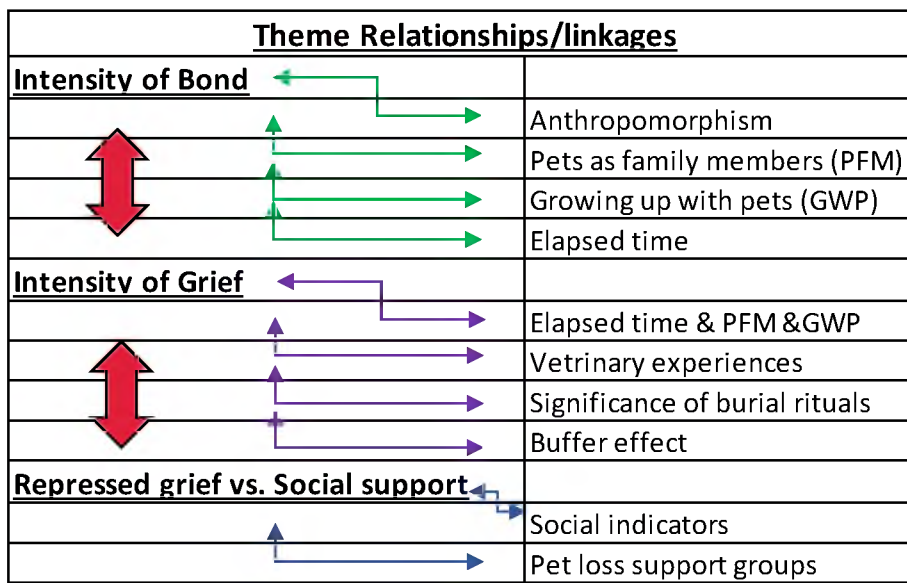 Theme Relationships/linkages
Intensity of Bond
Anthropomorphism
Pets as family members (PFM)
Growing up with pets (GWP)
Elapsed time
Intensity of Grief
Elapsed time & PFM &GWP
Vetrinary experiences
Significance of burial rituals
Buffer effect
Repressed grief vs. Social support
Social indicators
Pet loss support groups